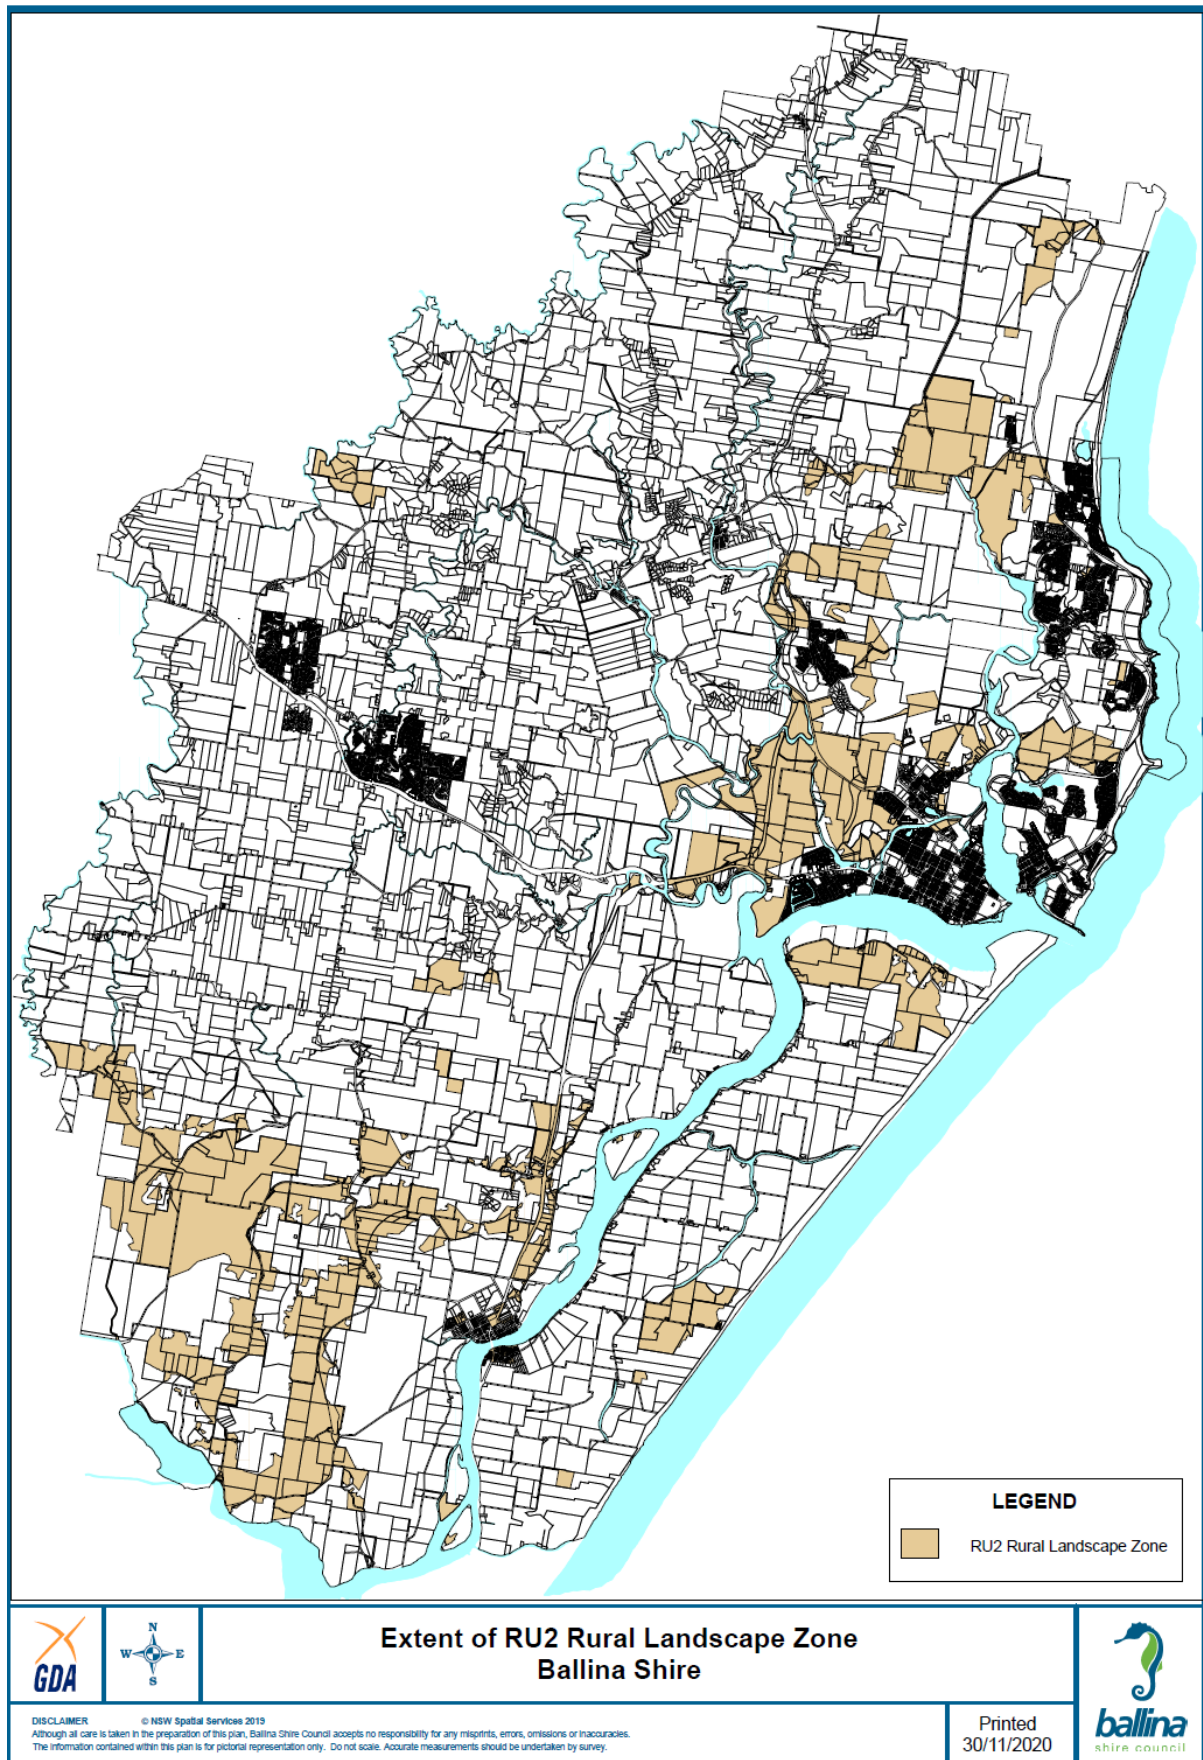 LEGEND
RU2 Rural Landscape Zone
GDA
N
W E
S
Extent of RU2 Rural Landscape Zone
Ballina Shire
ballina
shire council
DISCLAIMER © NSW Spatial Services 2019
Although all care is taken in the preparation of this plan, Ballina Shire Council accepts no responsibility for any misprints, errors, omissions or inaccuracies.
The information contained within this plan is for pictorial representation only. Do not scale. Accurate measurements should be undertaken by survey.
Printed
30/11/2020